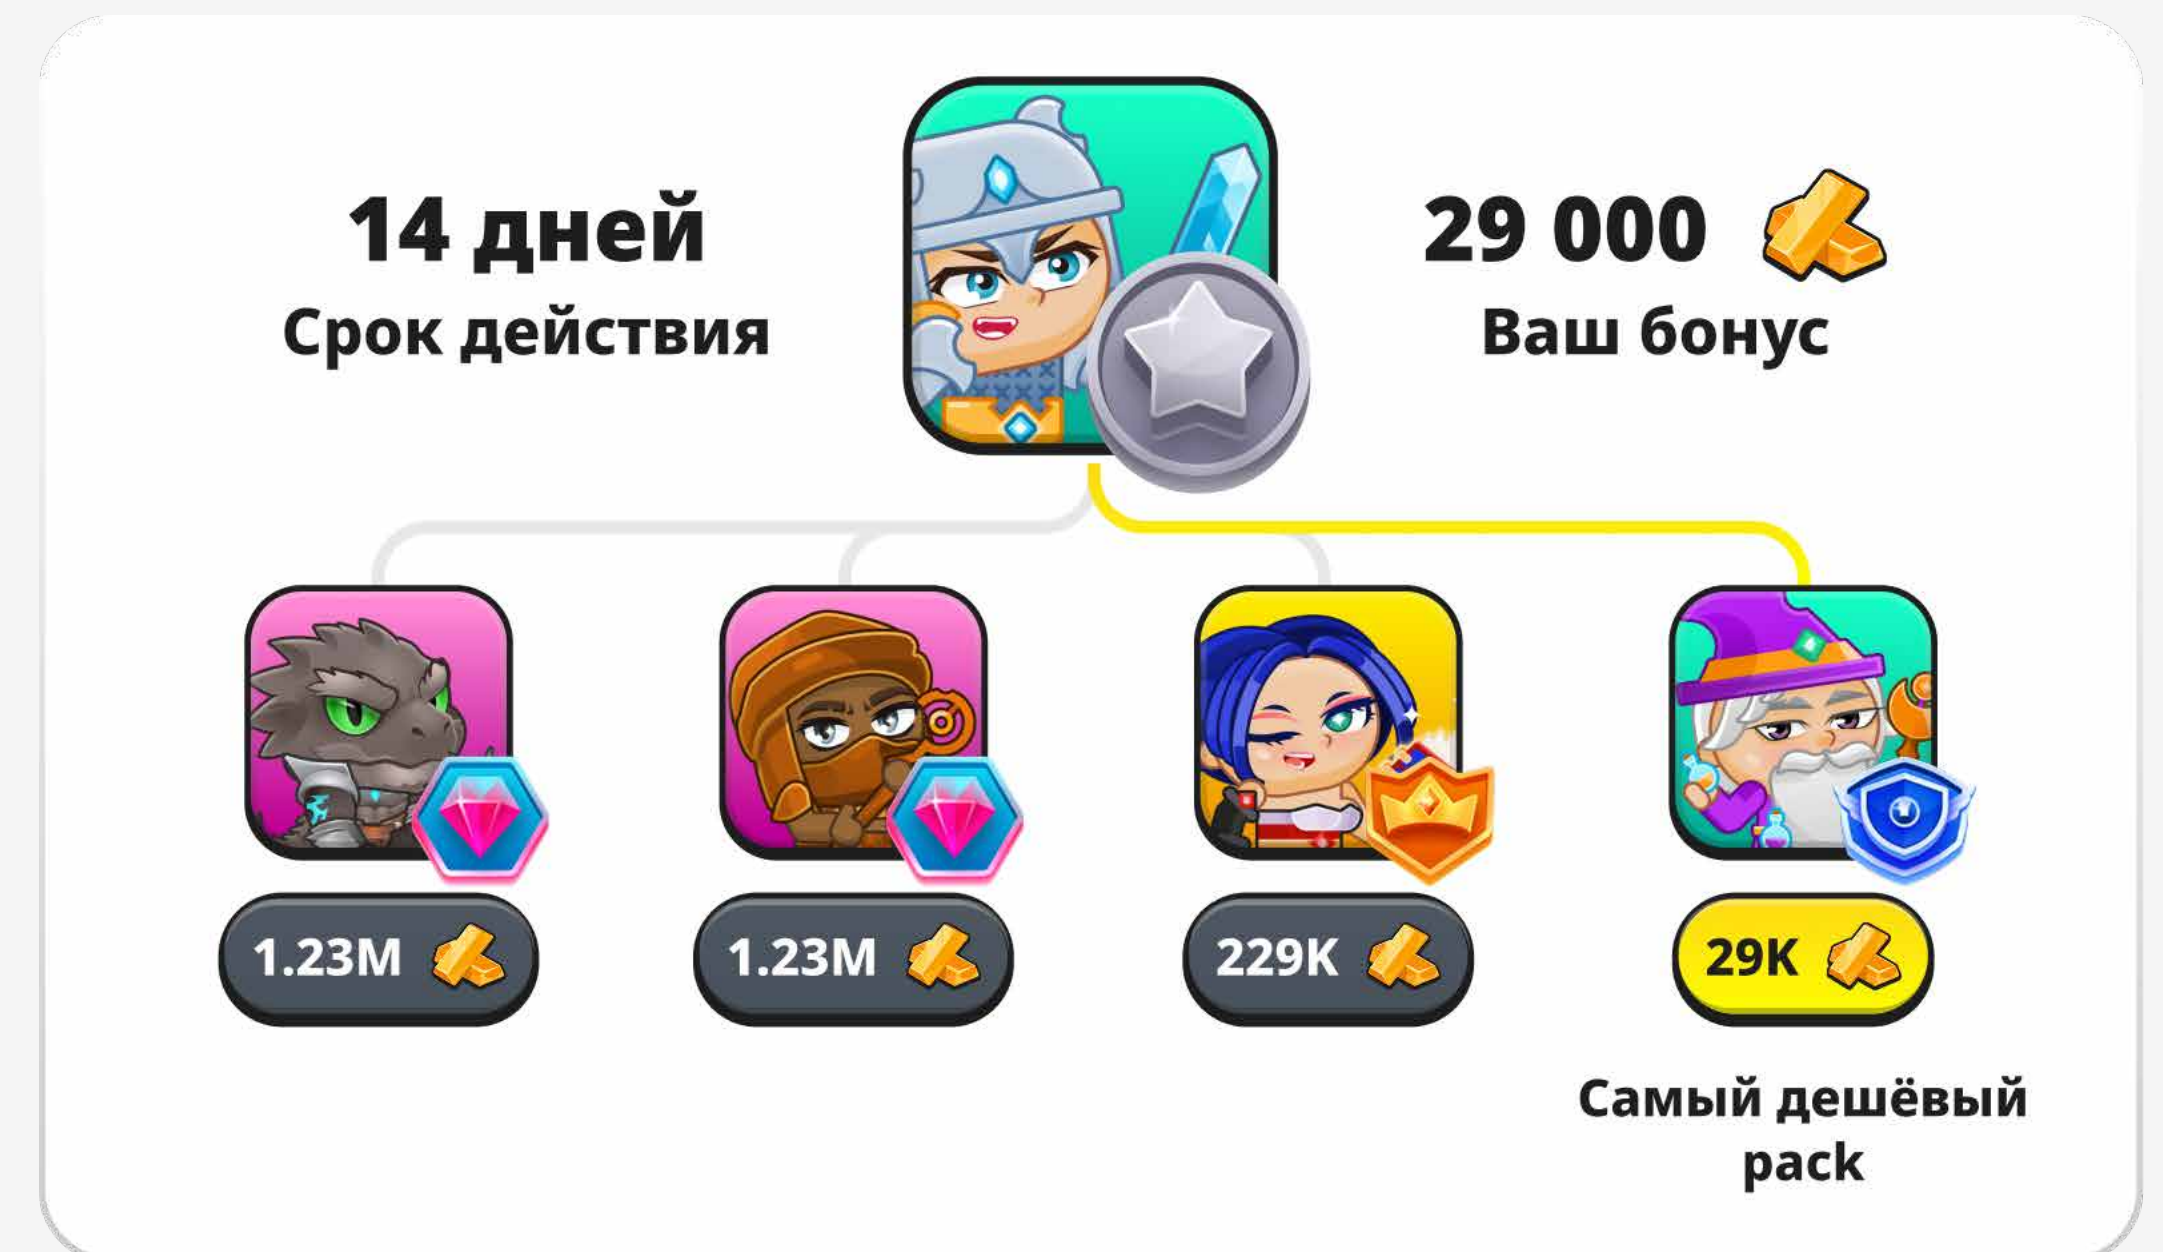 14 дней
Срок действия
29 000
Ваш бонус
1.23M
1.23M
229K
29K
Самый дешёвый
pack